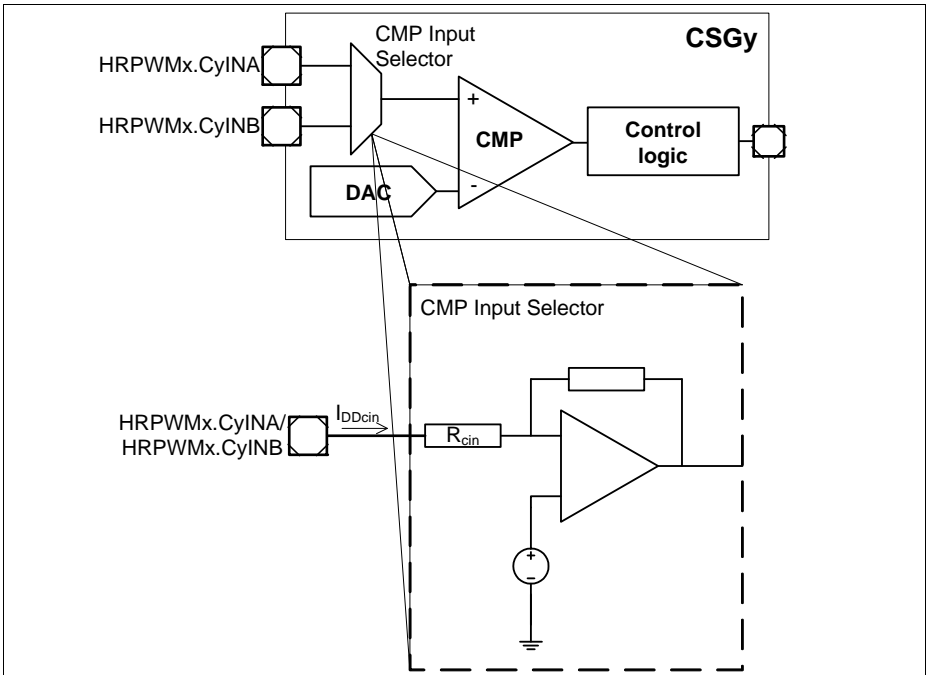 CMP Input
Selector
CSGy
HRPWMx.CyINA
HRPWMx.CyINB
+
CMP
-
Control
logic
DAC
CMP Input Selector
HRPWMx.CyINA/
HRPWMx.CyINB
IDDcin
Rcin
+
−